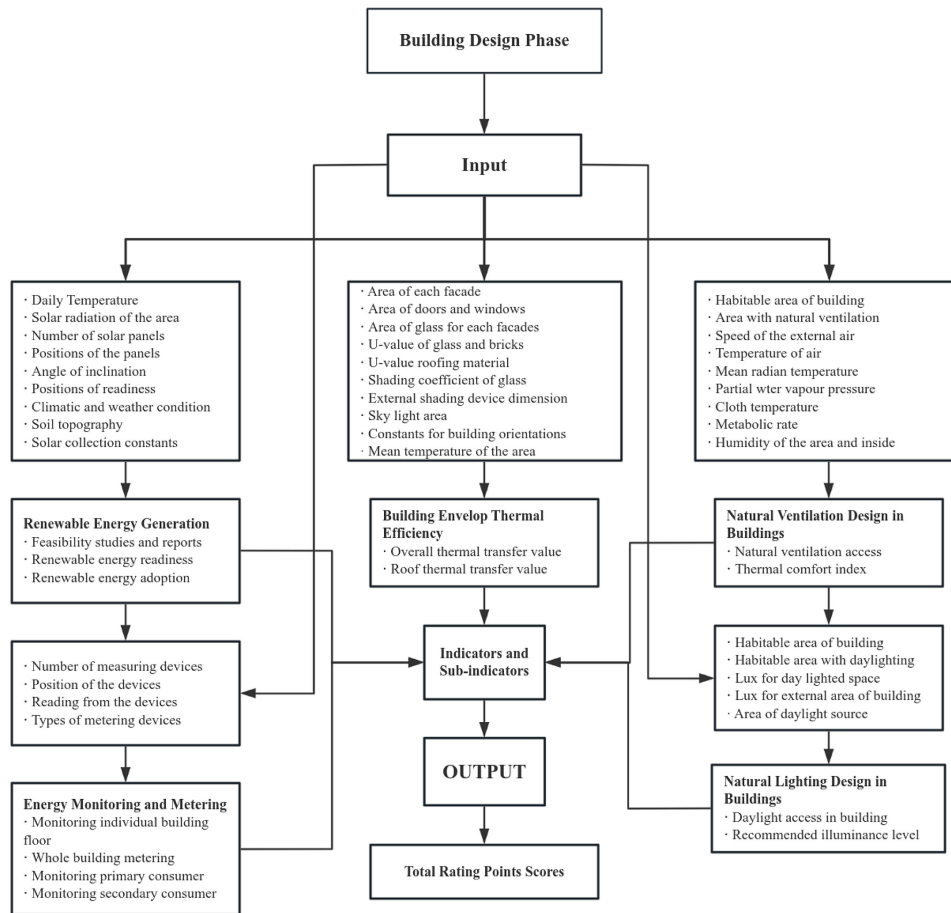 Building Design Phase
Input
· Daily Temperature
· Solar radiation of the area
· Number of solar panels
· Positions of the panels
· Angle of inclination
· Positions of readiness
· Climatic and weather condition
· Soil topography
· Solar collection constants
· Area of each facade
· Area of doors and windows
· Area of glass for each facades
· U-value of glass and bricks
· U-value roofing material
· Shading coefficient of glass
· External shading device dimension
· Sky light area
· Constants for building orientations
· Mean temperature of the area
· Habitable area of building
· Area with natural ventilation
· Speed of the external air
· Temperature of air
· Mean radian temperature
· Partial wter vapour pressure
· Cloth temperature
· Metabolic rate
· Humidity of the area and inside
Renewable Energy Generation
· Feasibility studies and reports
· Renewable energy readiness
· Renewable energy adoption
Building Envelop Thermal
Efficiency
· Overall thermal transfer value
· Roof thermal transfer value
Natural Ventilation Design in
Buildings
· Natural ventilation access
· Thermal comfort index
· Number of measuring devices
· Position of the devices
· Reading from the devices
· Types of metering devices
Indicators and
Sub-indicators
· Habitable area of building
· Habitable area with daylighting
· Lux for day lighted space
· Lux for external area of building
· Area of daylight source
OUTPUT
Energy Monitoring and Metering
· Monitoring individual building
floor
· Whole building metering
· Monitoring primary consumer
· Monitoring secondary consumer
Natural Lighting Design in
Buildings
· Daylight access in building
· Recommended illuminance level
Total Rating Points Scores